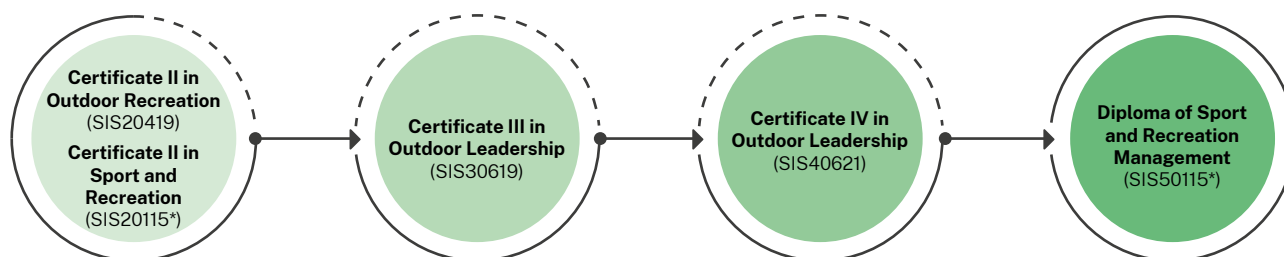 Certificate II in
Outdoor Recreation
(SIS20419)
Certificate II in
Sport and
Recreation
(SIS20115*)
Certificate III in
Outdoor Leadership
(SIS30619)
Certificate IV in
Outdoor Leadership
(SIS40621)
Diploma of Sport
and Recreation
Management
(SIS50115*)